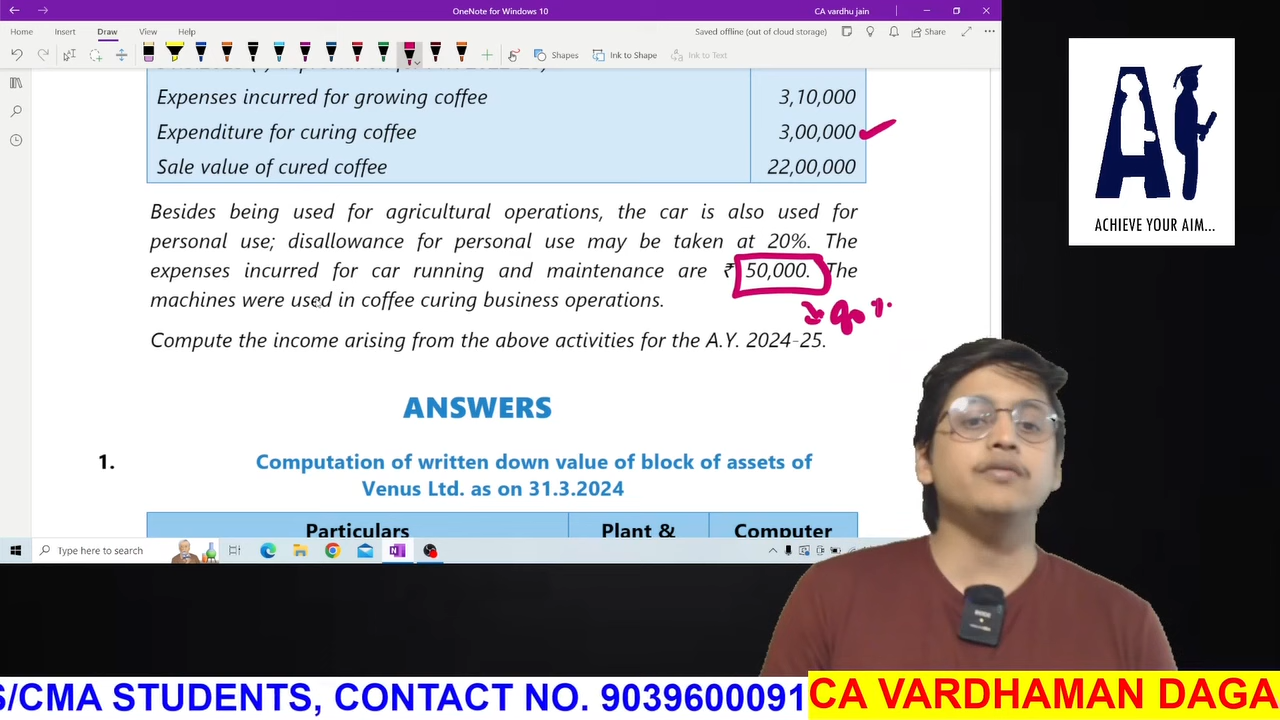 OneNote for Windows 10
CA vardhu jain
Home Insert Draw View Help
Saved offline (out of cloud storage)
Share
Shapes
Ink to Shape
Ink to Text
Expenses incurred for growing coffee 3,10,000
Expenditure for curing coffee 3,00,000
Sale value of cured coffee 22,00,000
Besides being used for agricultural operations, the car is also used for
personal use; disallowance for personal use may be taken at 20%. The
expenses incurred for car running and maintenance are ₹ 50,000. The
machines were used in coffee curing business operations.
Compute the income arising from the above activities for the A.Y. 2024-25.
ANSWERS
1. Computation of written down value of block of assets of
Venus Ltd. as on 31.3.2024
Particulars Plant & Computer
Type here to search
ACHIEVE YOUR AIM...
S/CMA STUDENTS, CONTACT NO. 9039600091
CA VARDHAMAN DAGA